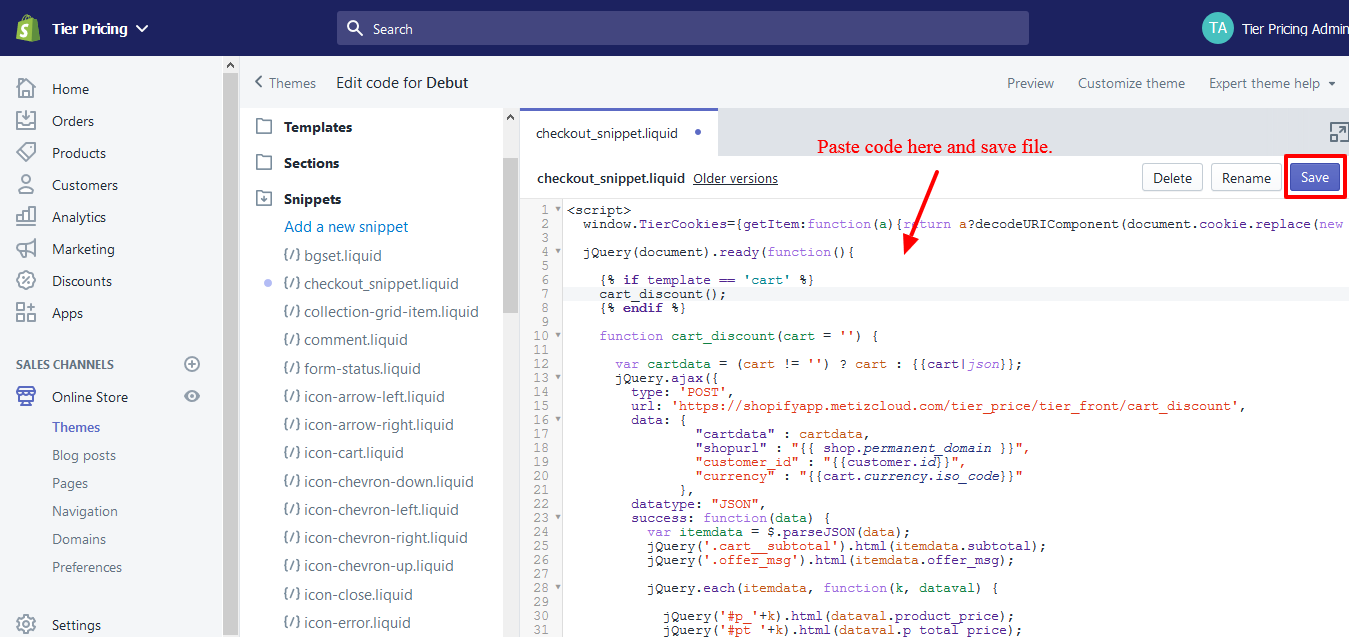 Tier Pricing
Search
TA
Tier Pricing Admin
Home
Orders
Products
Customers
Analytics
Marketing
Discounts
Apps
SALES CHANNELS
Online Store
Themes
Blog posts
Pages
Navigation
Domains
Preferences
Settings
Themes
Edit code for Debut
Preview
Customize theme
Expert theme help
Templates
Sections
Snippets
Add a new snippet
{/} bgset.liquid
{/} checkout_snippet.liquid
{/} collection-grid-item.liquid
{/} comment.liquid
{/} form-status.liquid
{/} icon-arrow-left.liquid
{/} icon-arrow-right.liquid
{/} icon-cart.liquid
{/} icon-chevron-down.liquid
{/} icon-chevron-left.liquid
{/} icon-chevron-right.liquid
{/} icon-chevron-up.liquid
{/} icon-close.liquid
{/} icon-error.liquid
checkout_snippet.liquid
Paste code here and save file.
checkout_snippet.liquid Older versions
Delete
Rename
Save
1 <script>
2 window.TierCookies={getItem:function(a){return a?decodeURIComponent(document.cookie.replace(new
3
4 jQuery(document).ready(function(){
5
6 {% if template == 'cart' %}
7 cart_discount();
8 {% endif %}
9
10 function cart_discount(cart = '') {
11
12 var cartdata = (cart != '') ? cart : {{cart|json}};
13 jQuery.ajax({
14 type: 'POST',
15 url: 'https://shopifyapp.metizcloud.com/tier_price/tier_front/cart_discount',
16 data: {
17 "cartdata" : cartdata,
18 "shopurl" : "{{ shop.permanent_domain }}",
19 "customer_id" : "{{customer.id}}",
20 "currency" : "{{cart.currency.iso_code}}"
21 },
22 datatype: "JSON",
23 success: function(data) {
24 var itemdata = $.parseJSON(data);
25 jQuery('.cart__subtotal').html(itemdata.subtotal);
26 jQuery('.offer_msg').html(itemdata.offer_msg);
27
28 jQuery.each(itemdata, function(k, dataval) {
29
30 jQuery('#p_'+k).html(dataval.product_price);
31 jQuery('#pt_'+k).html(dataval.p_total_price);